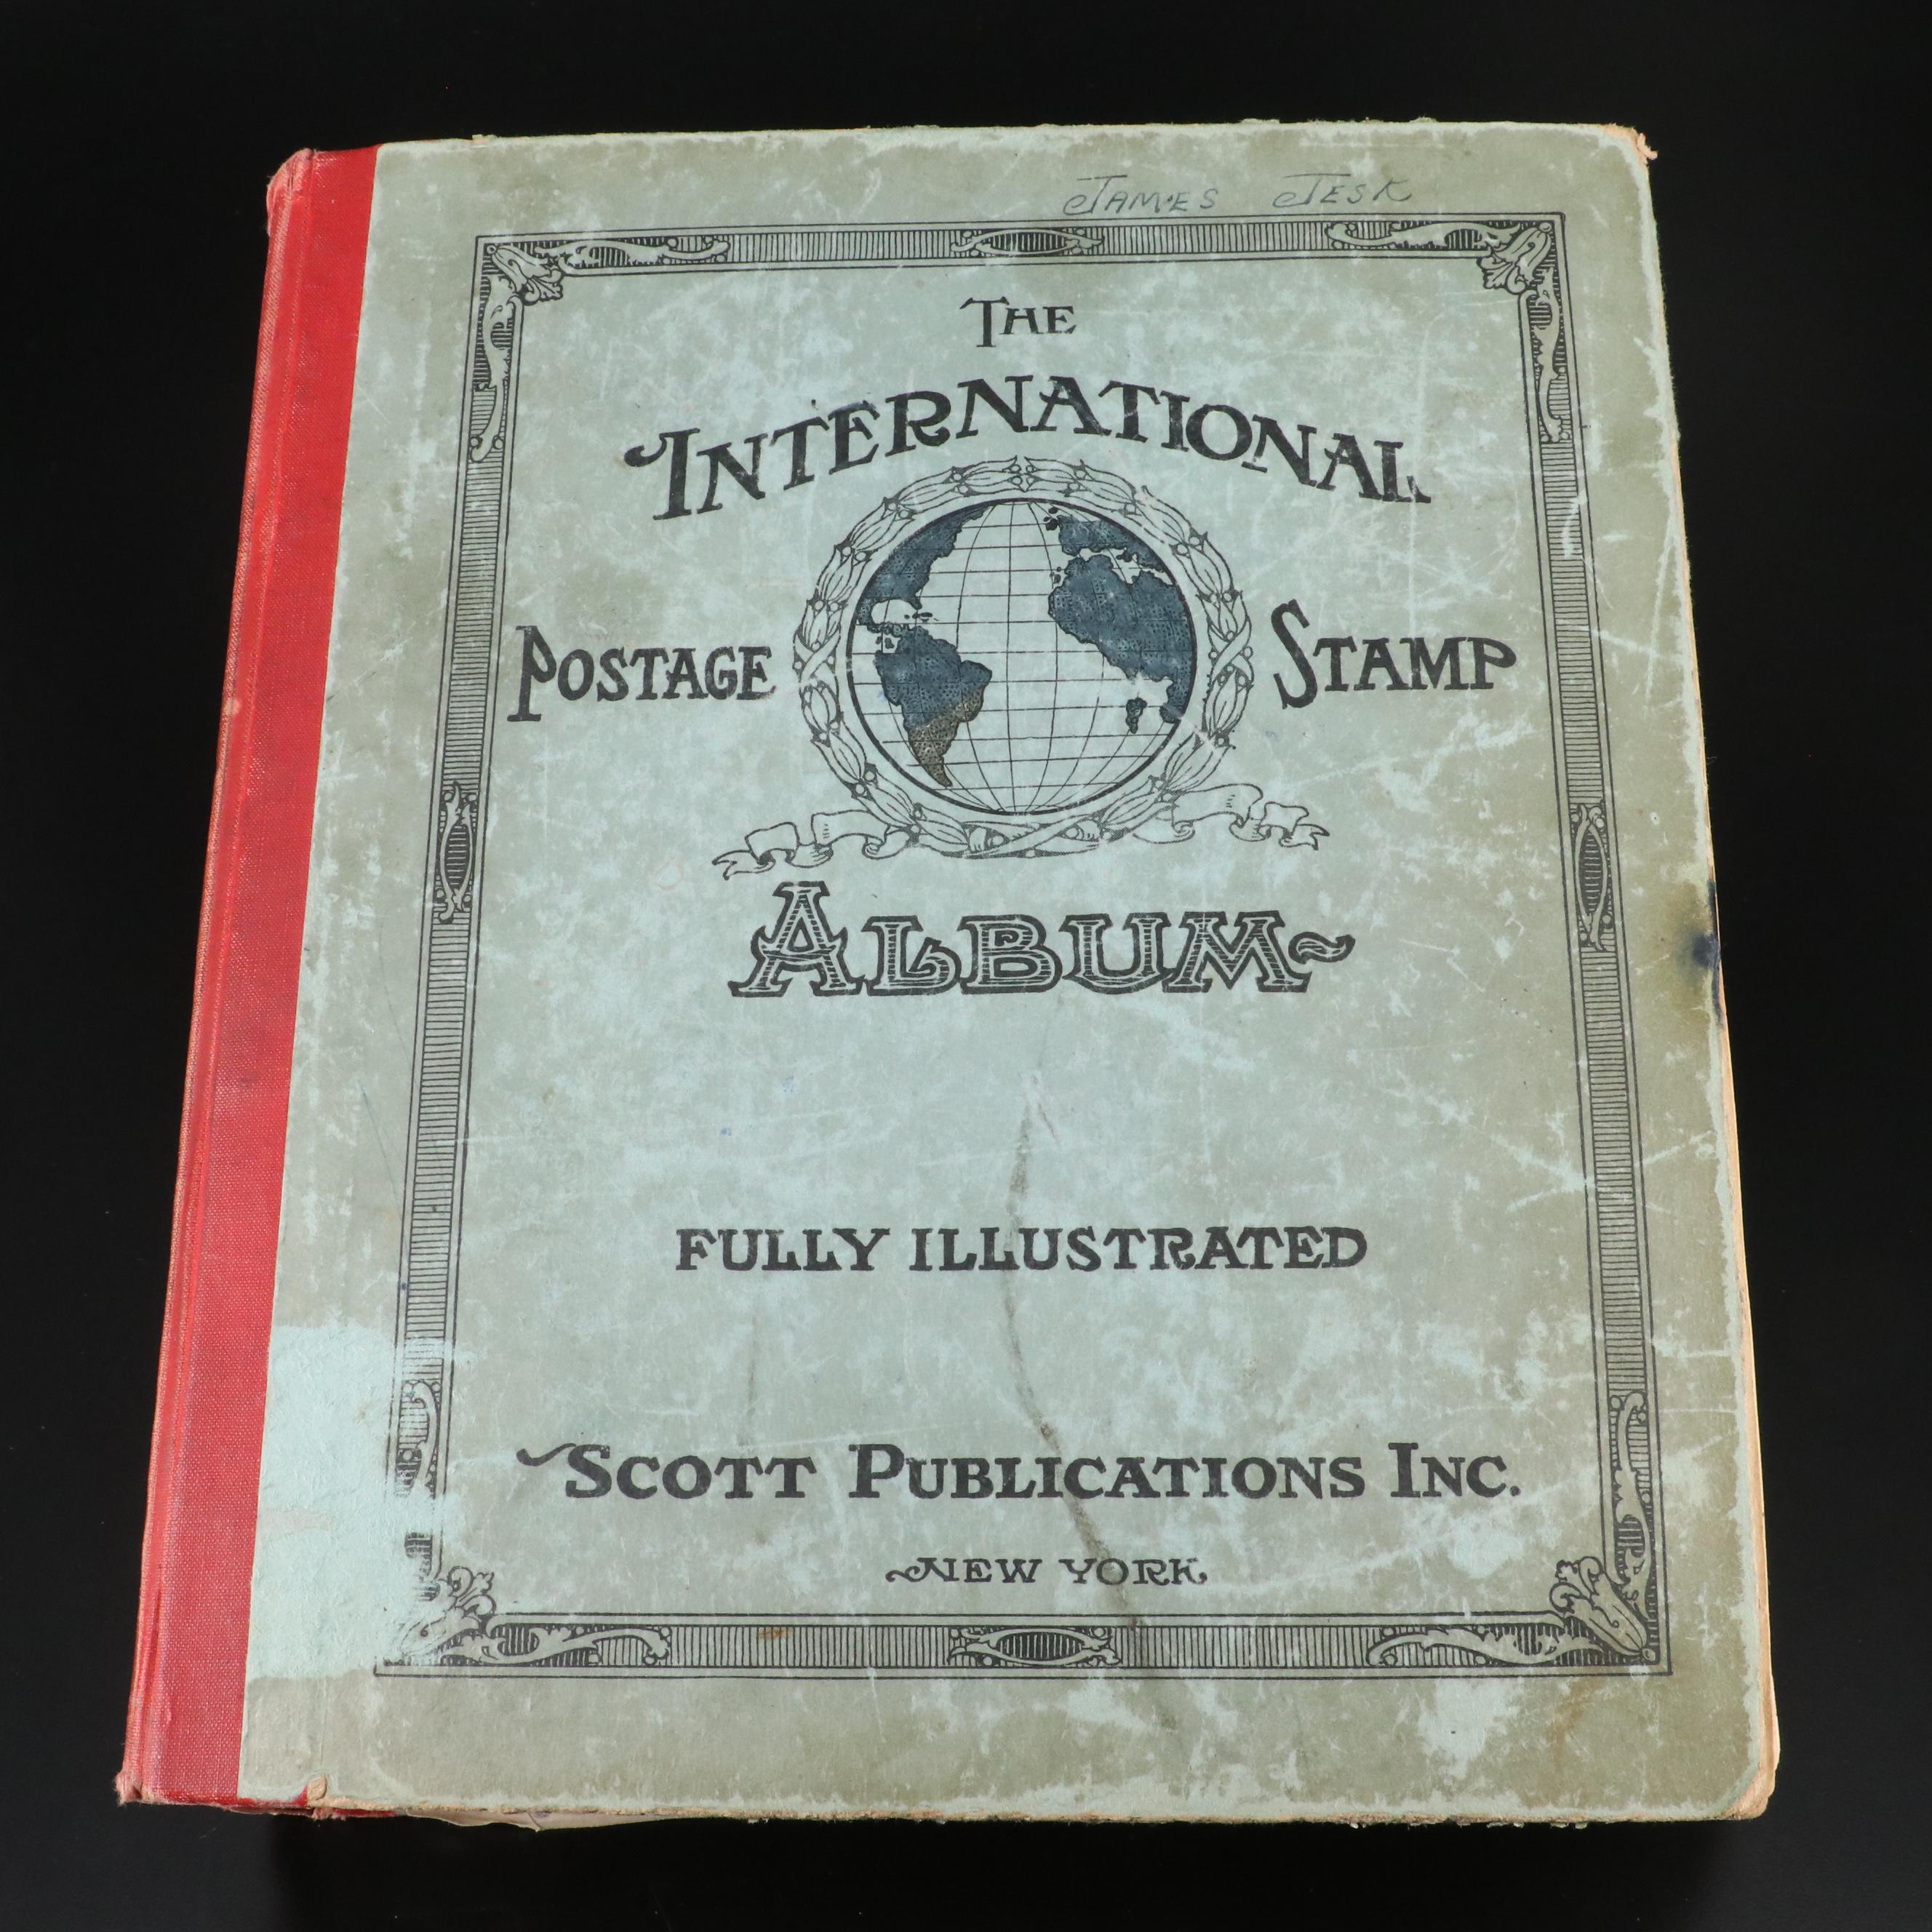 JAMES JESK
THE
INTERNATIONAL
POSTAGE STAMP
ALBUM
FULLY ILLUSTRATED
SCOTT PUBLICATIONS INC.
NEW YORK